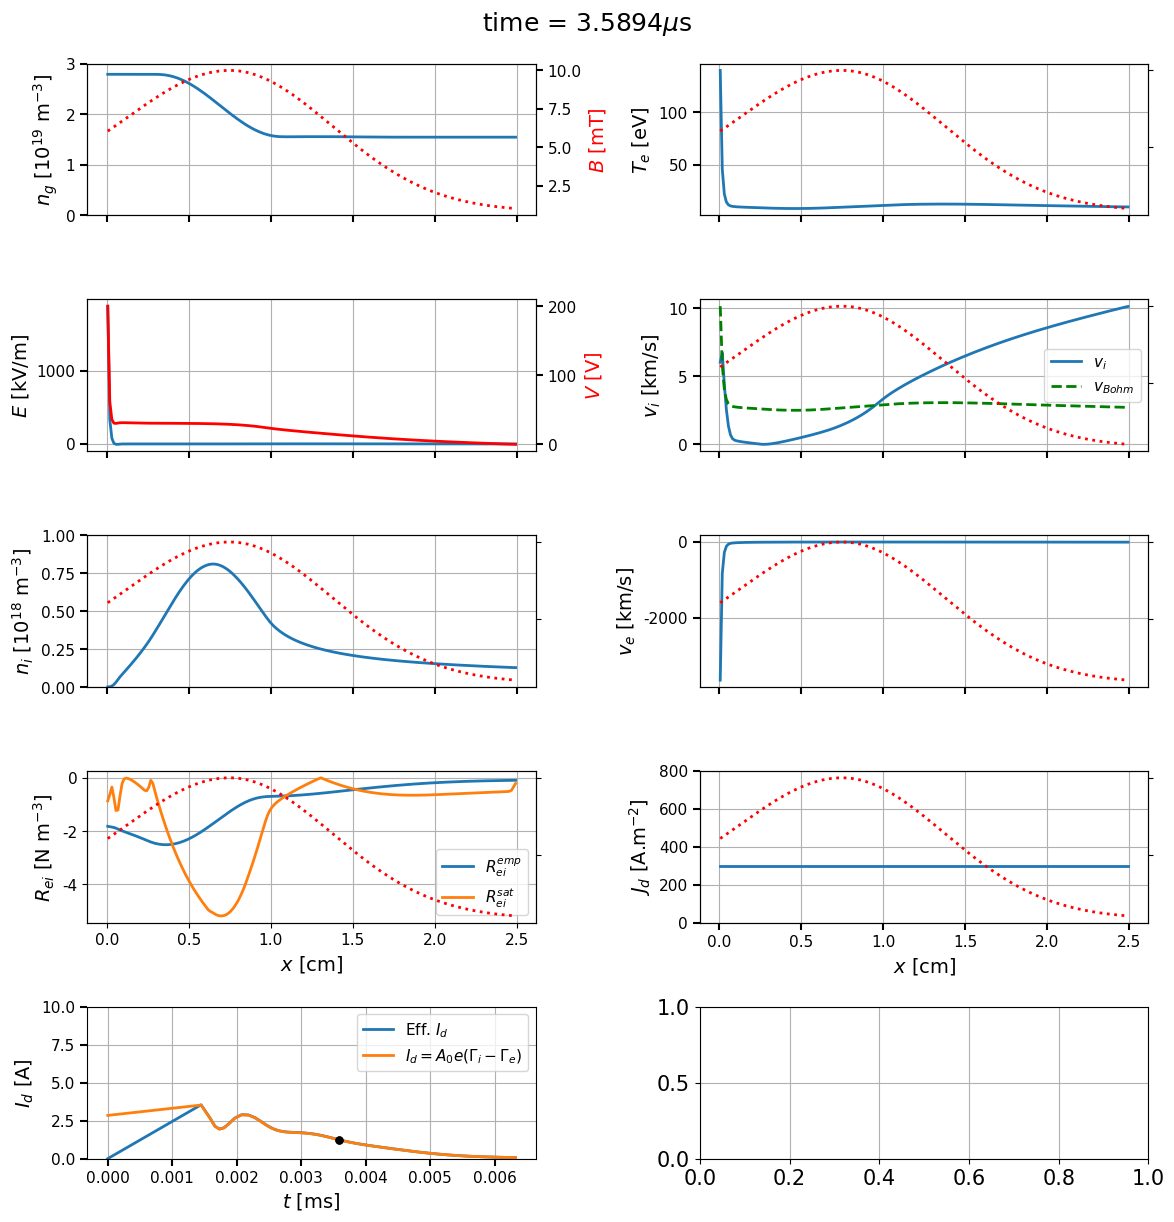 time = 3.5894μs
n_g [10^19 m^−3]
3
2
1
0
10.0
7.5
5.0
2.5
B [mT]
T_e [eV]
100
50
E [kV/m]
1000
0
200
100
0
V [V]
v_i [km/s]
10
5
0
v_i
v_Bohm
n_i [10^18 m^−3]
1.00
0.75
0.50
0.25
0.00
v_e [km/s]
0
-2000
R_ei [N m^−3]
0
-2
-4
R_ei^emp
R_ei^sat
0.0 0.5 1.0 1.5 2.0 2.5
x [cm]
J_d [A.m^−2]
800
600
400
200
0
0.0 0.5 1.0 1.5 2.0 2.5
x [cm]
I_d [A]
10.0
7.5
5.0
2.5
0.0
Eff. I_d
I_d = A_0e(Γ_i − Γ_e)
0.000 0.001 0.002 0.003 0.004 0.005 0.006
t [ms]
1.0
0.5
0.0
0.0 0.2 0.4 0.6 0.8 1.0